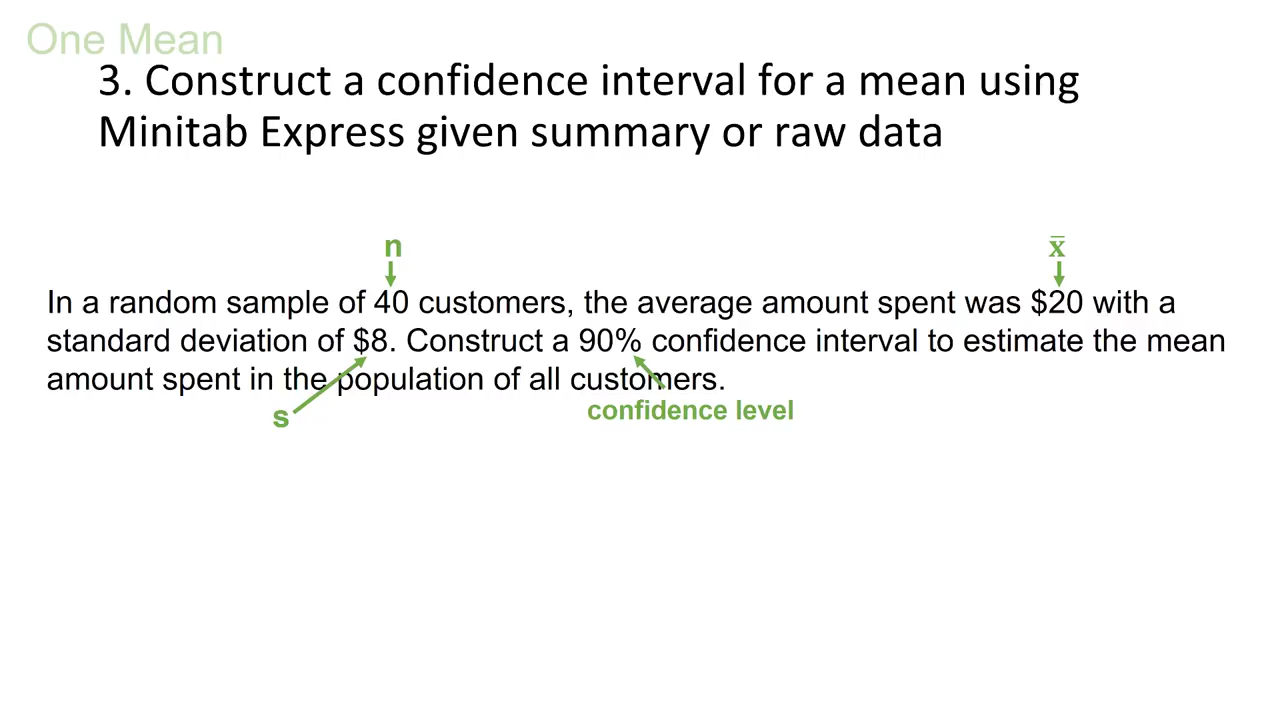 One Mean
3. Construct a confidence interval for a mean using
Minitab Express given summary or raw data
n
x̄
In a random sample of 40 customers, the average amount spent was $20 with a
standard deviation of $8. Construct a 90% confidence interval to estimate the mean
amount spent in the population of all customers.
s
confidence level